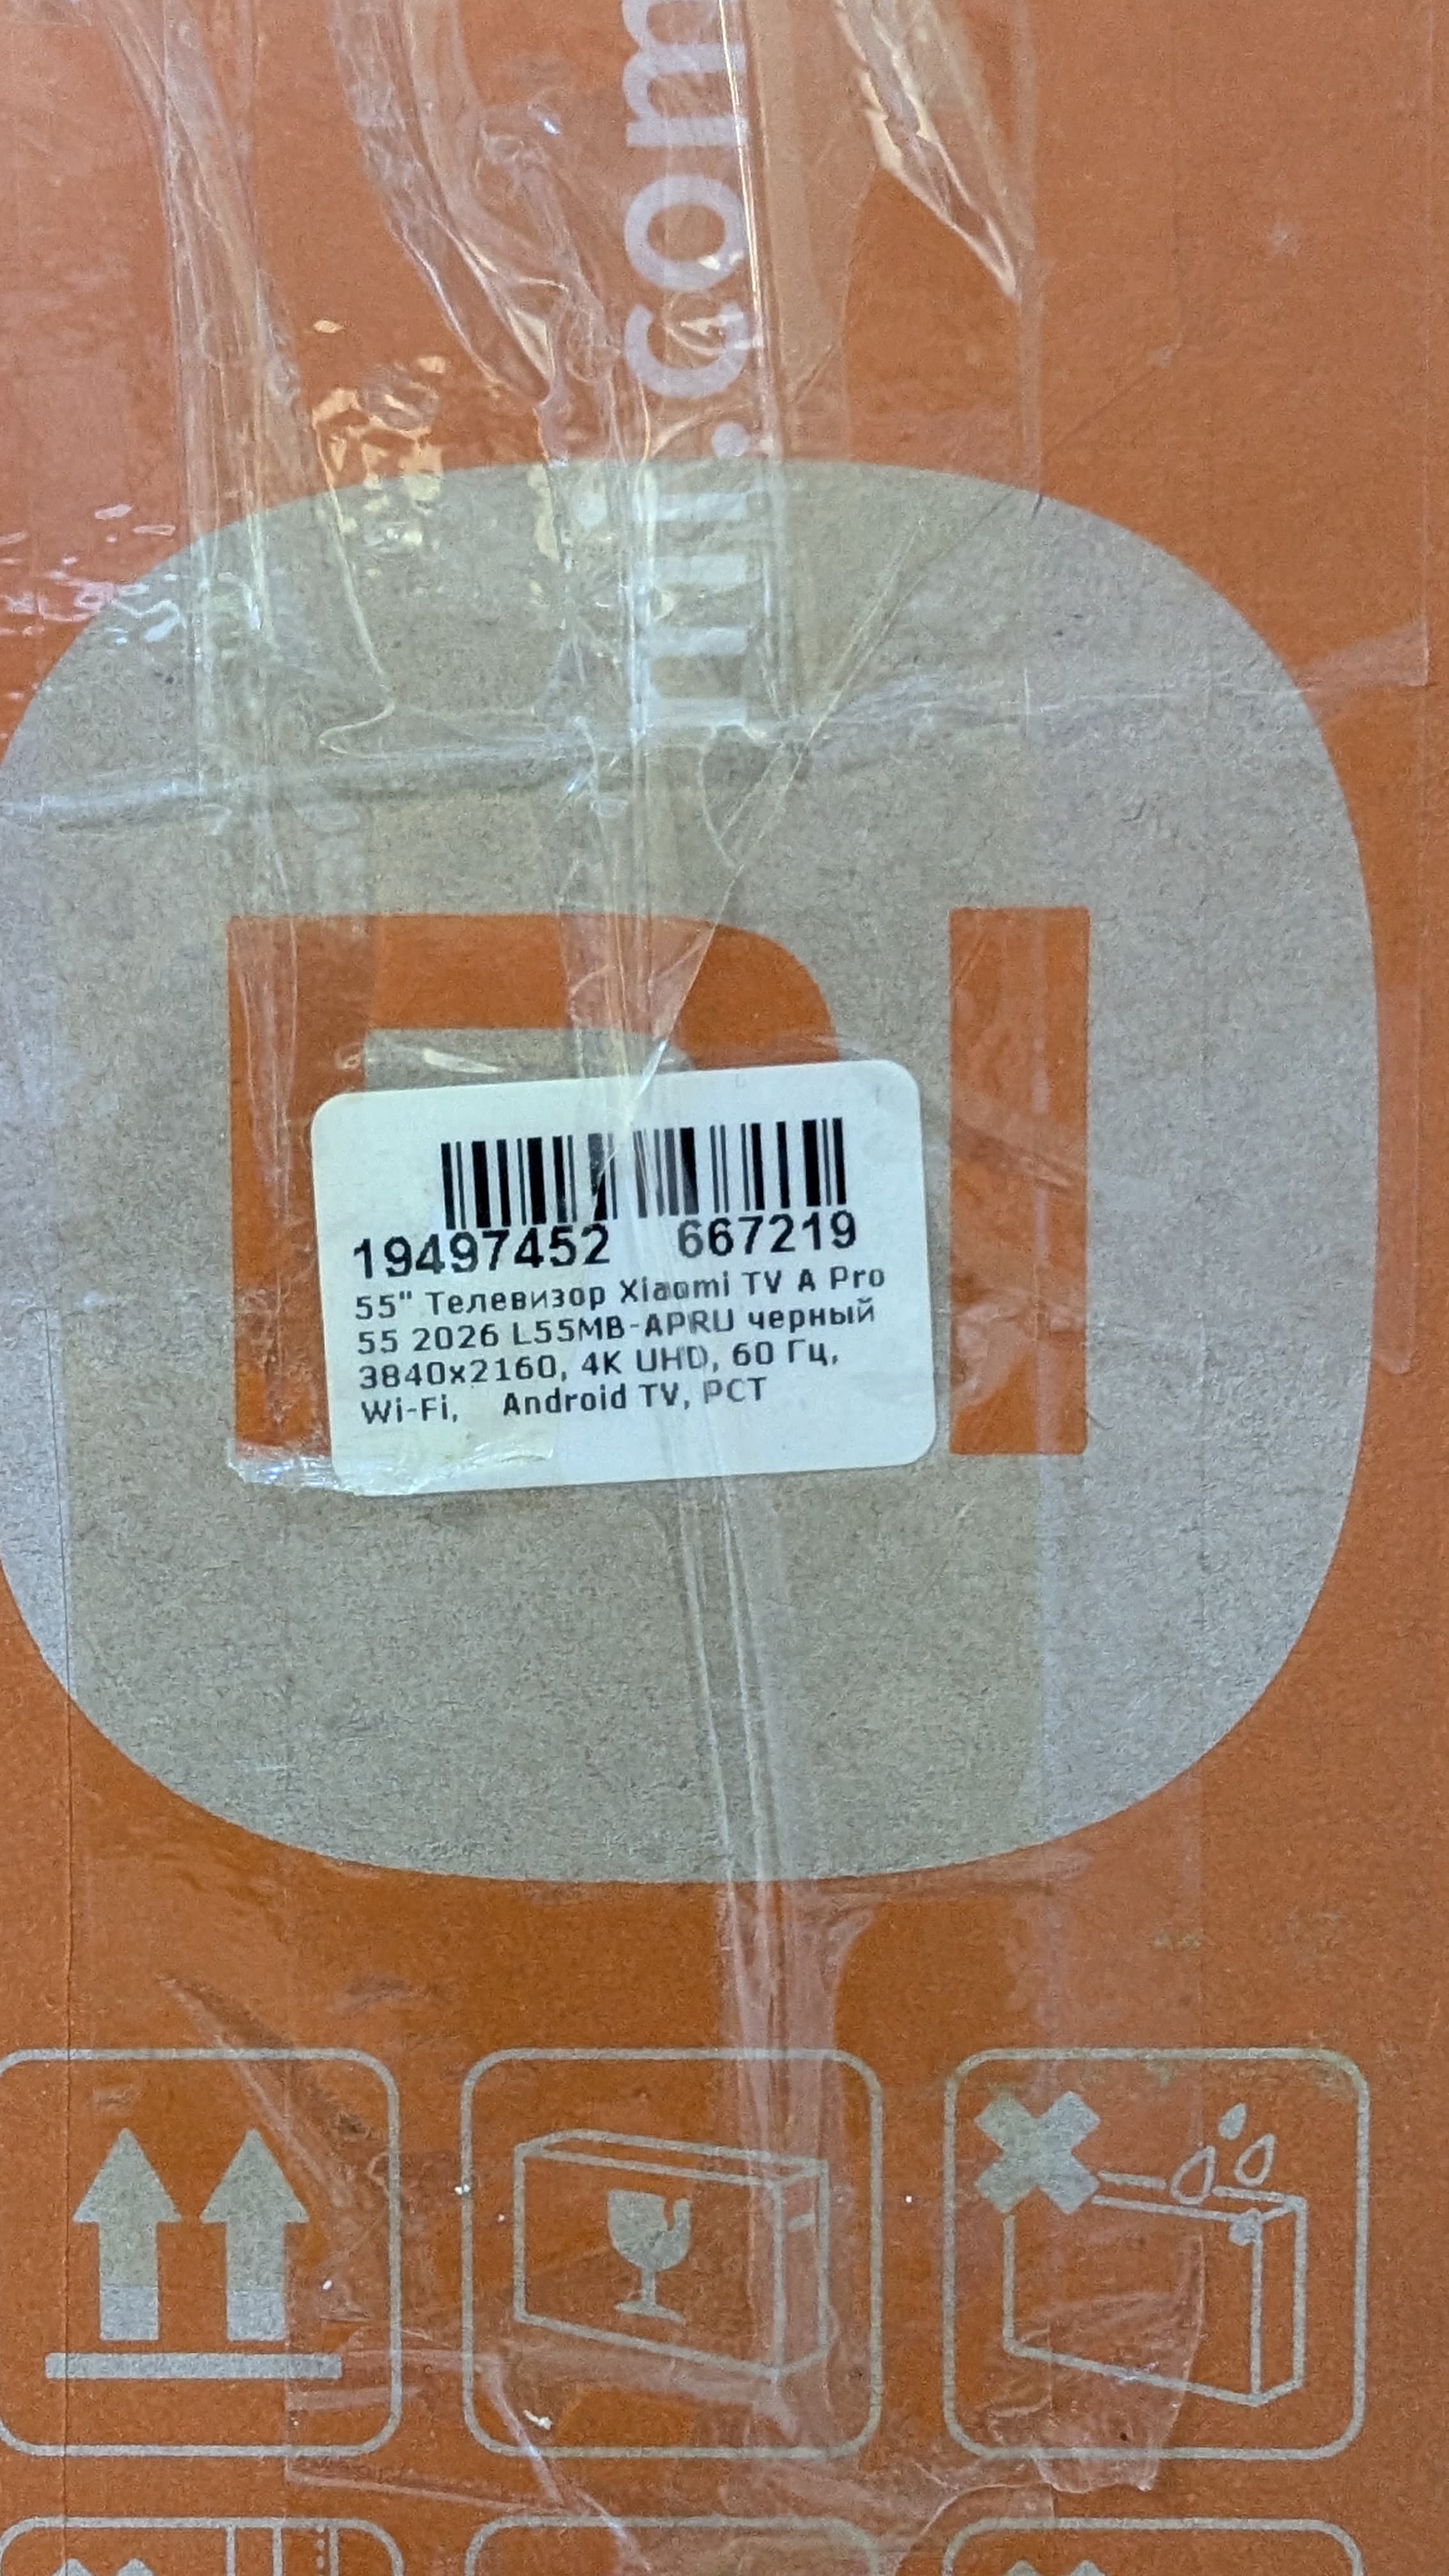 mi.com
19497452 667219
55" Телевизор Xiaomi TV A Pro
55 2026 L55MB-APRU черный
3840x2160, 4K UHD, 60 Гц,
Wi-Fi, Android TV, РСТ